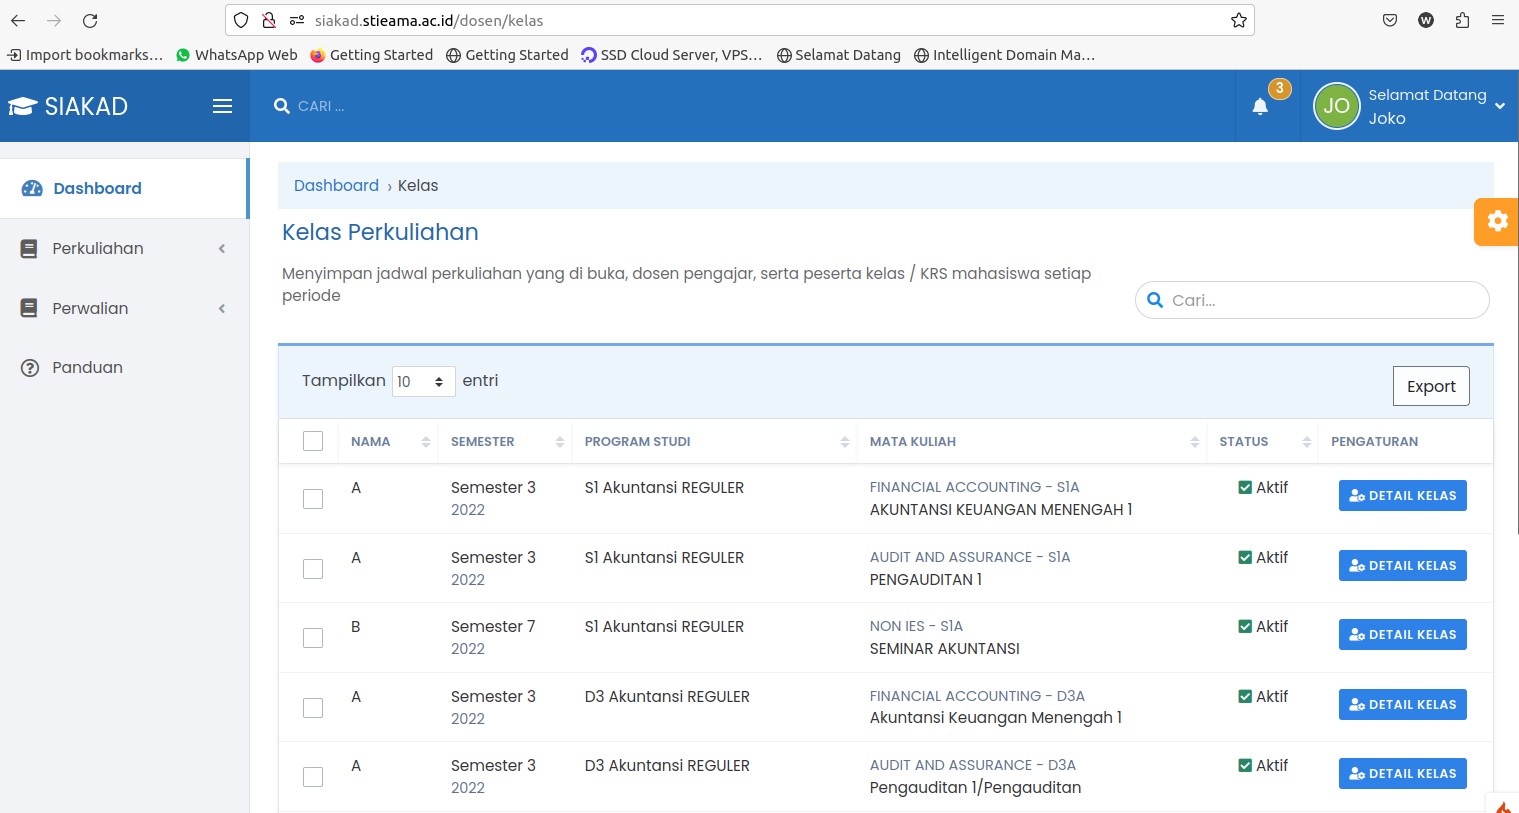 siakad.stieama.ac.id/dosen/kelas
W
Import bookmarks... WhatsApp Web Getting Started Getting Started SSD Cloud Server, VPS... Selamat Datang Intelligent Domain Ma...
SIAKAD
CARI ...
3
JO
Selamat Datang
Joko
Dashboard
Perkuliahan
Perwalian
Panduan
Dashboard › Kelas
Kelas Perkuliahan
Menyimpan jadwal perkuliahan yang di buka, dosen pengajar, serta peserta kelas / KRS mahasiswa setiap
periode
Cari...
Tampilkan 10 entri
Export
NAMA SEMESTER PROGRAM STUDI MATA KULIAH STATUS PENGATURAN
A Semester 3 S1 Akuntansi REGULER FINANCIAL ACCOUNTING - S1A Aktif DETAIL KELAS
2022 AKUNTANSI KEUANGAN MENENGAH 1
A Semester 3 S1 Akuntansi REGULER AUDIT AND ASSURANCE - S1A Aktif DETAIL KELAS
2022 PENGAUDITAN 1
B Semester 7 S1 Akuntansi REGULER NON IES - S1A Aktif DETAIL KELAS
2022 SEMINAR AKUNTANSI
A Semester 3 D3 Akuntansi REGULER FINANCIAL ACCOUNTING - D3A Aktif DETAIL KELAS
2022 Akuntansi Keuangan Menengah 1
A Semester 3 D3 Akuntansi REGULER AUDIT AND ASSURANCE - D3A Aktif DETAIL KELAS
2022 Pengauditan 1/Pengauditan